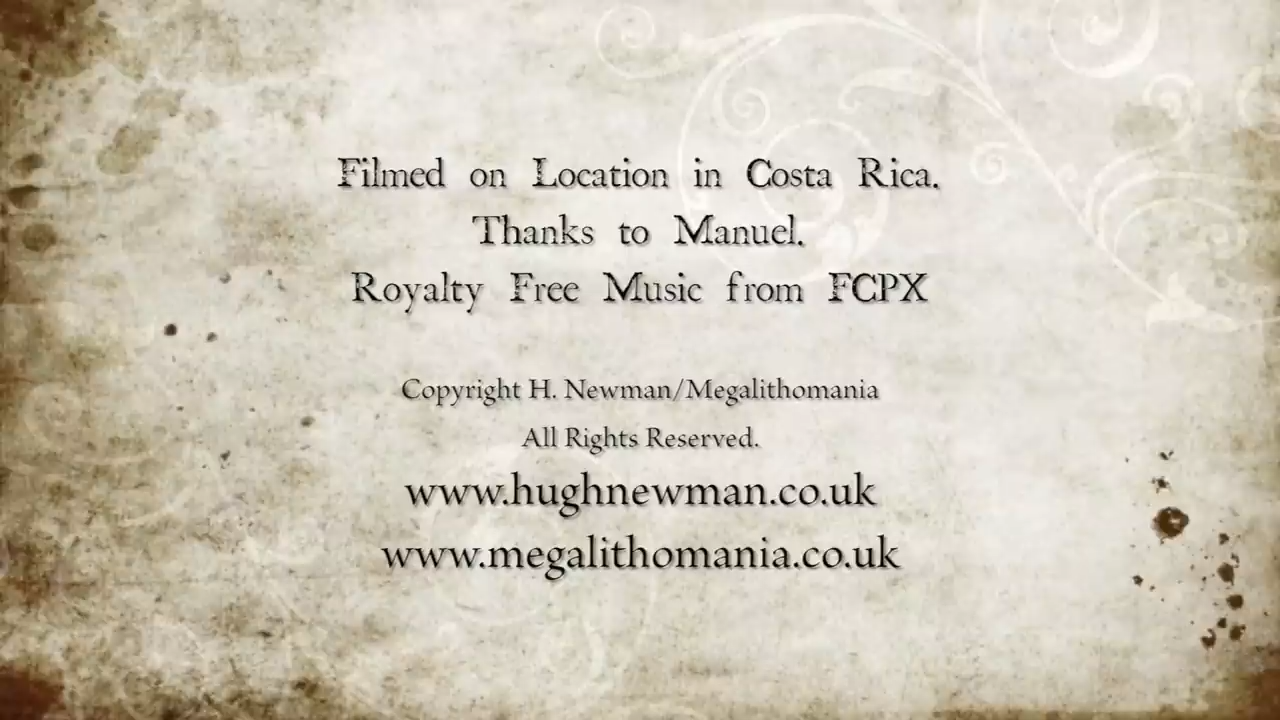 Filmed on Location in Costa Rica.
Thanks to Manuel.
Royalty Free Music from FCPX
Copyright H. Newman/Megalithomania
All Rights Reserved.
www.hughnewman.co.uk
www.megalithomania.co.uk